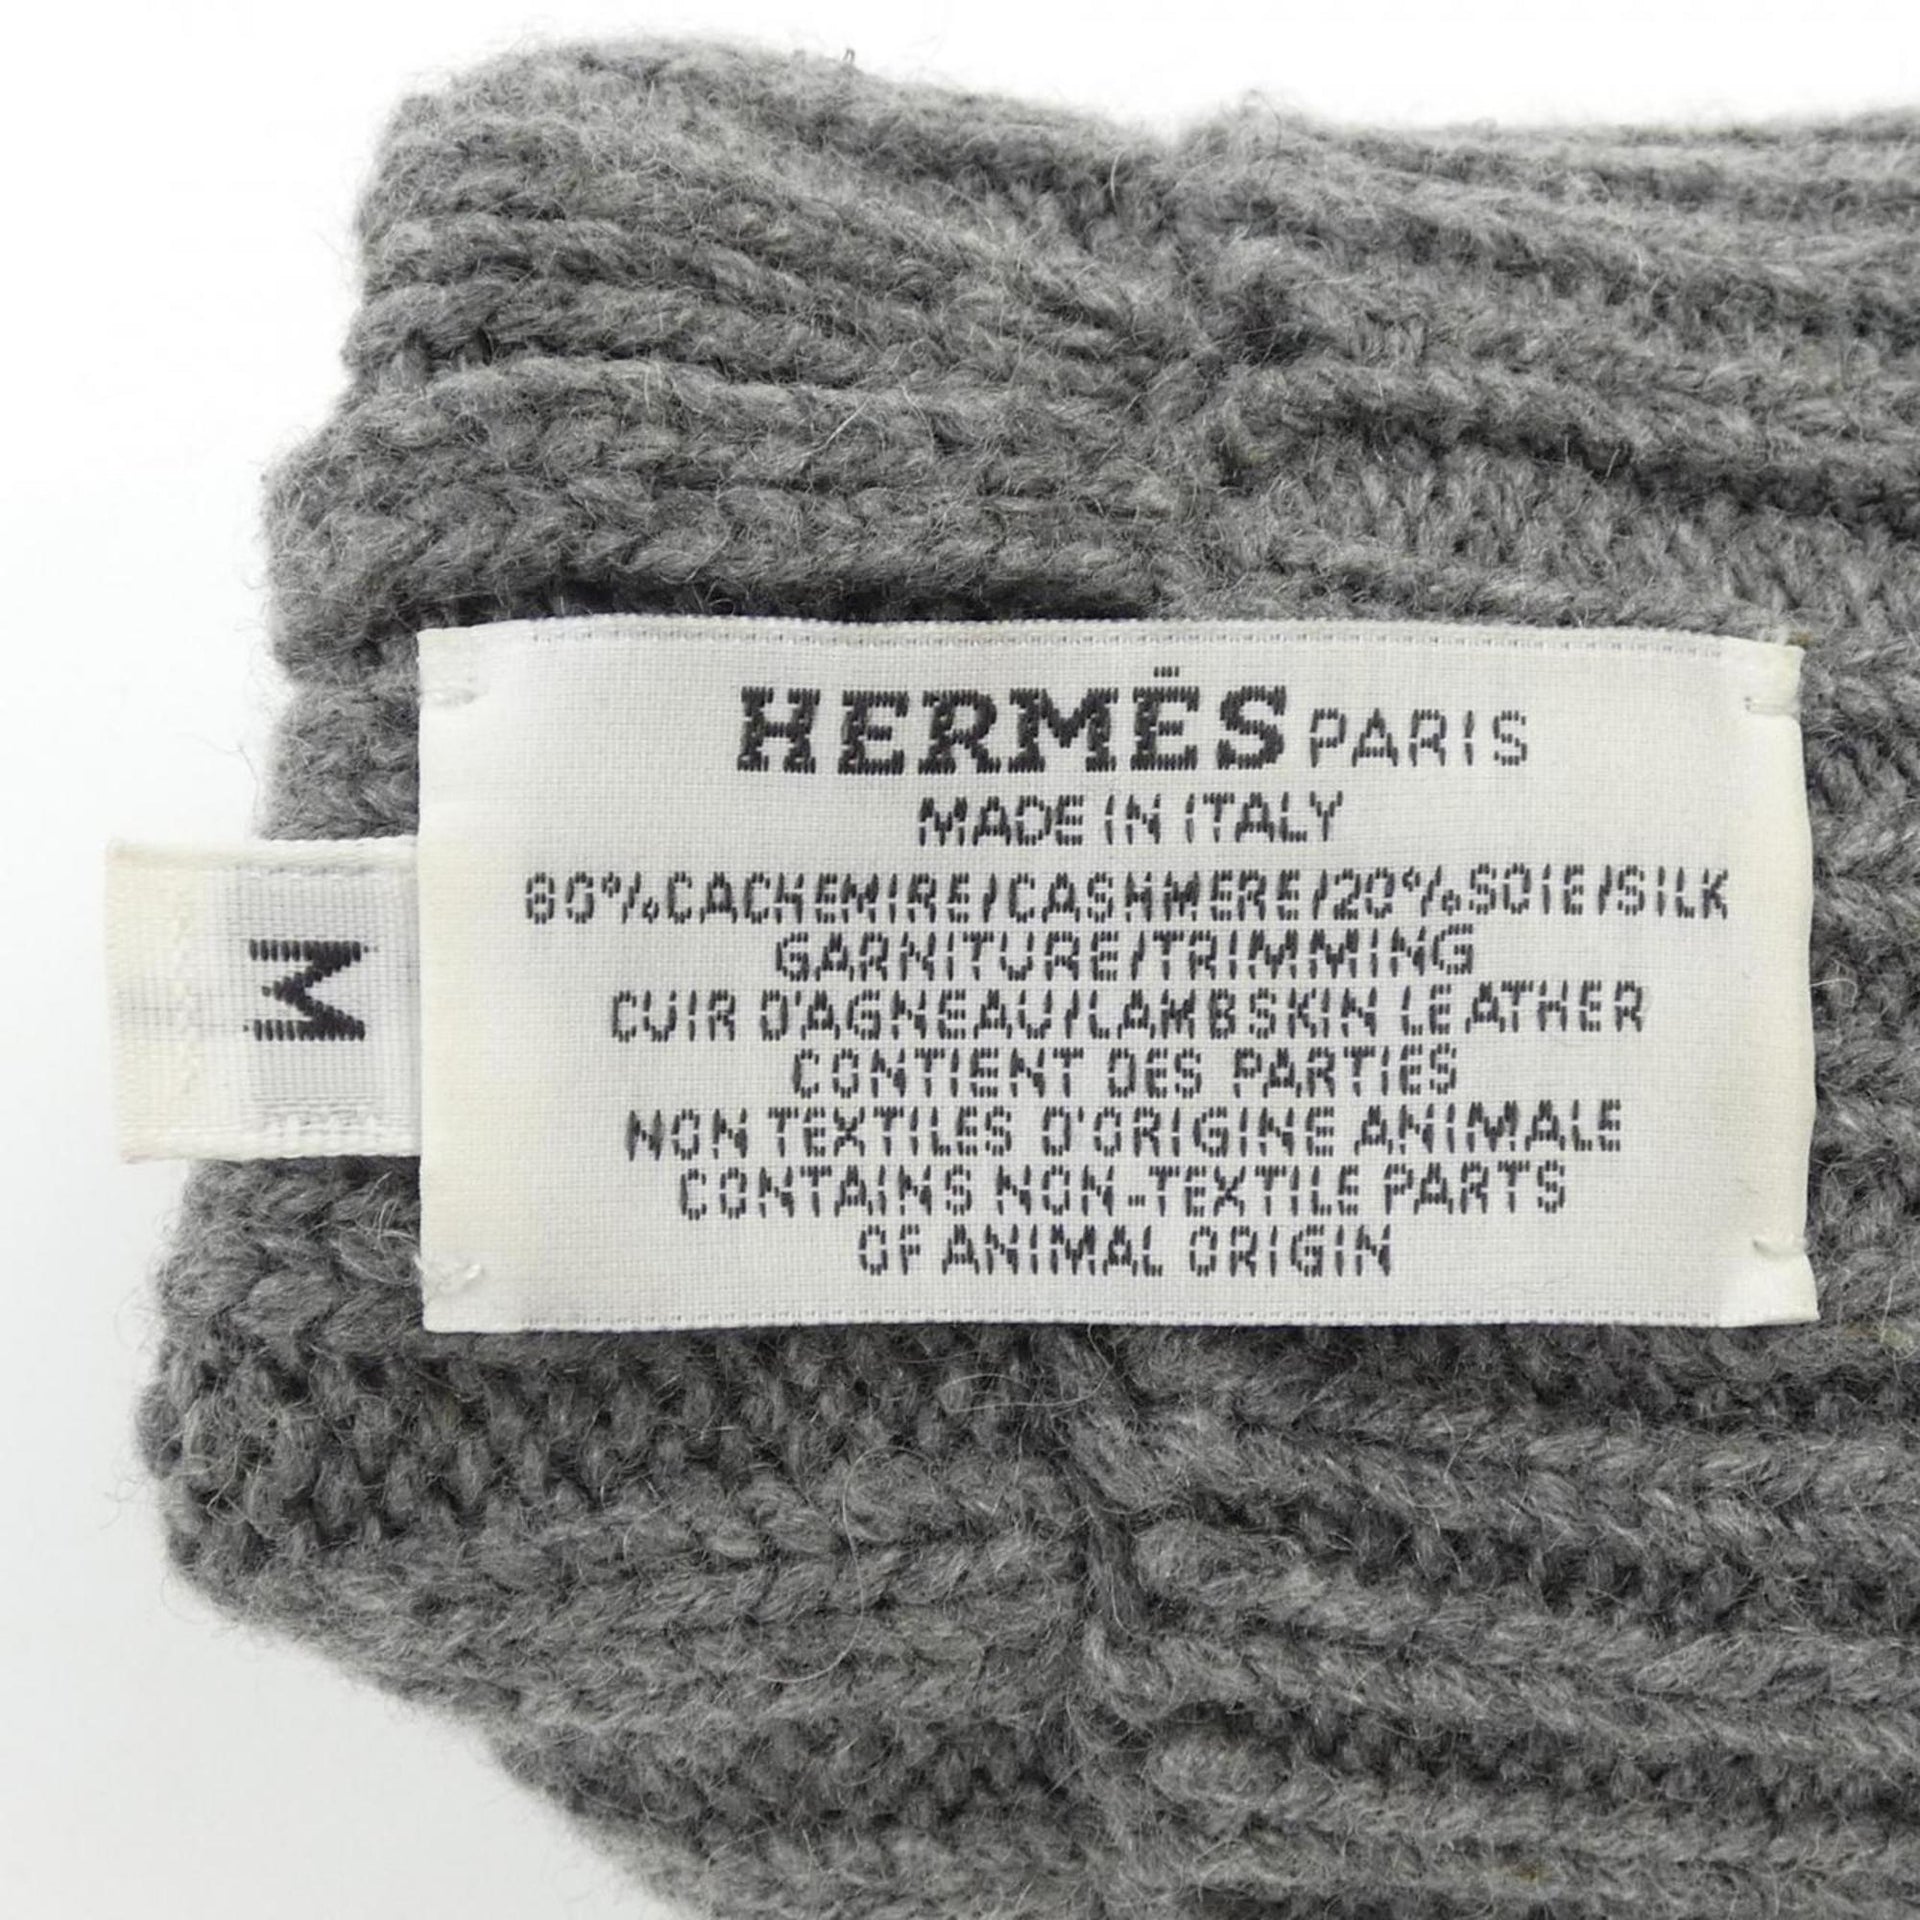 HERMÈS PARIS
MADE IN ITALY
80%CACHEMIRE/CASHMERE/20%SOIE/SILK
GARNITURE/TRIMMING
CUIR D'AGNEAU/LAMBSKIN LEATHER
CONTIENT DES PARTIES
NON TEXTILES D'ORIGINE ANIMALE
CONTAINS NON-TEXTILE PARTS
OF ANIMAL ORIGIN
M